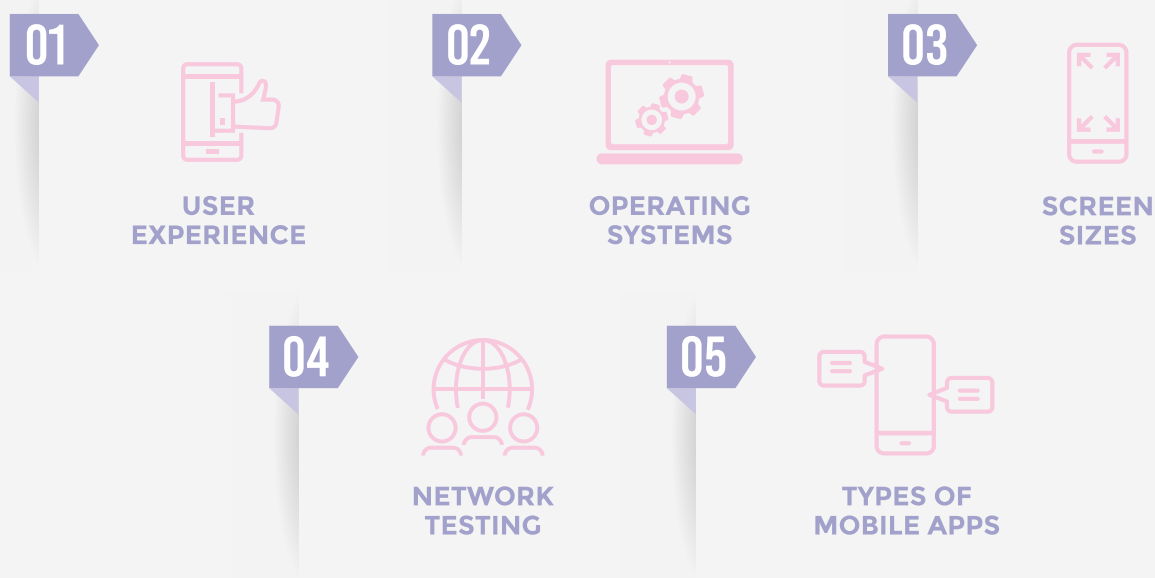 01
USER
EXPERIENCE
02
OPERATING
SYSTEMS
03
SCREEN
SIZES
04
NETWORK
TESTING
05
TYPES OF
MOBILE APPS